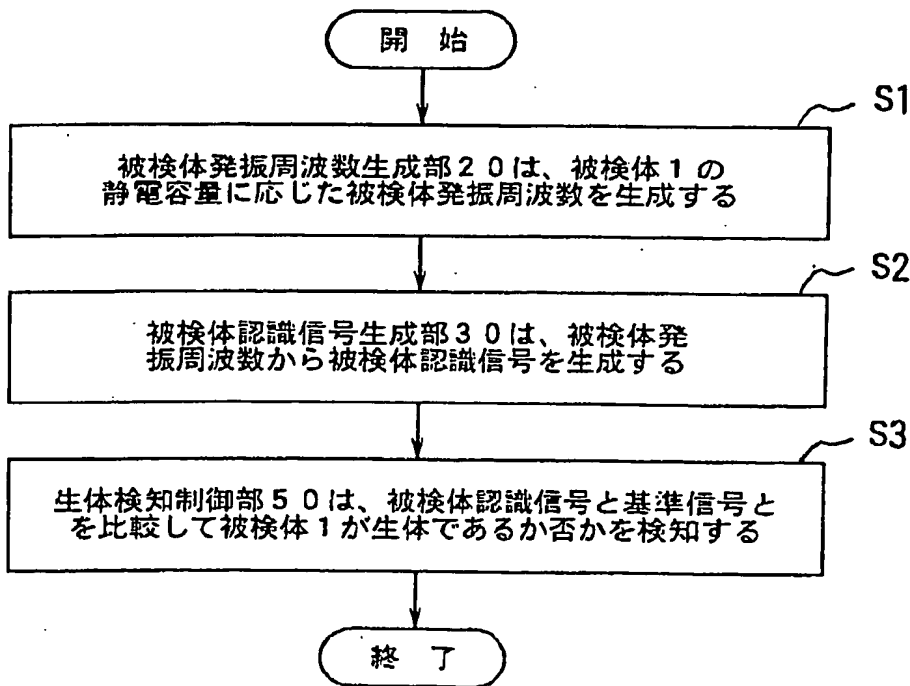 開 始
S1
被検体発振周波数生成部20は、被検体1の
静電容量に応じた被検体発振周波数を生成する
S2
被検体認識信号生成部30は、被検体発
振周波数から被検体認識信号を生成する
S3
生体検知制御部50は、被検体認識信号と基準信号と
を比較して被検体1が生体であるか否かを検知する
終 了